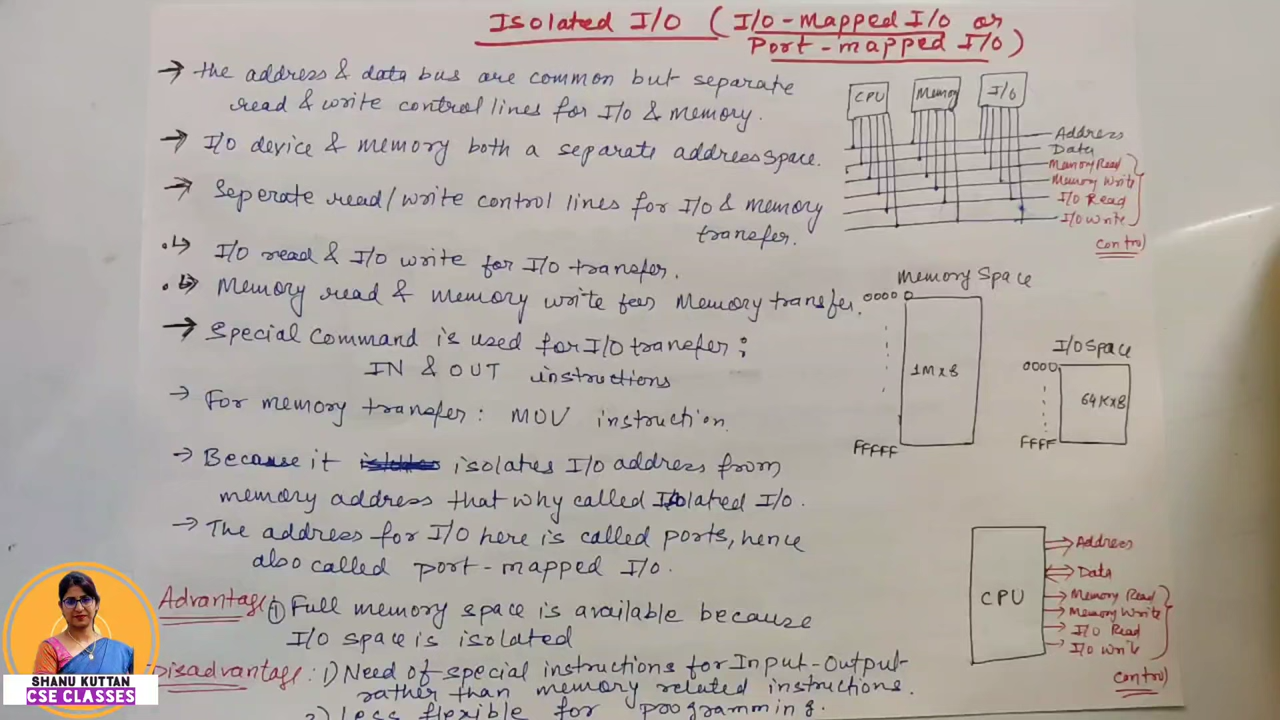 Isolated I/O (I/O-Mapped I/O or
Port-mapped I/O)
→ the address & data bus are common but separate
read & write control lines for I/O & memory.
→ I/O device & memory both a separate address space.
→ Seperate read/write control lines for I/O & memory
transfer.
↳ I/O read & I/O write for I/O transfer.
↳ Memory read & memory write for Memory transfer.
→ Special Command is used for I/O transfer;
IN & OUT instructions
→ For memory transfer: MOV instruction.
→ Because it isolates I/O address from
memory address that why called Isolated I/O.
→ The address for I/O here is called ports, hence
also called port-mapped I/O.
Advantage: ① Full memory space is available because
I/O space is isolated
Disadvantage: 1) Need of special instructions for Input-Output
rather than memory related instructions.
2) Less flexible for programming.
CPU
Memory
I/O
Address
Data
Memory Read
Memory Write
I/O Read
I/O Write
control
Memory Space
00000
1M×8
FFFFF
I/O Space
0000
64K×8
FFFF
CPU
Address
Data
Memory Read
Memory Write
I/O Read
I/O Write
control
SHANU KUTTAN
CSE CLASSES